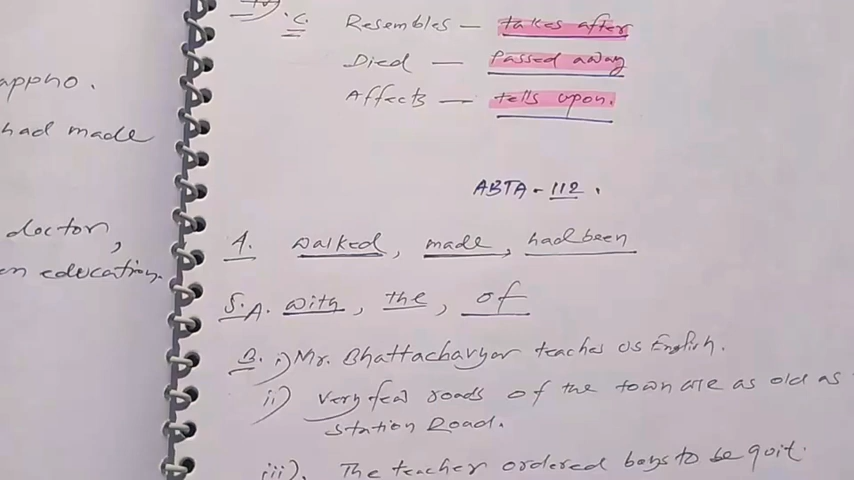 appho.
had made
doctor,
en education.
c. Resembles — takes after
Died — Passed away
Affects — tells upon.
ABTA - 112.
4. walked, made, had been
5. A. with, the, of
B. i) Mr. Bhattacharyar teaches us English.
ii) Very few roads of the town are as old as
Station Road.
iii). The teacher ordered boys to be quit.